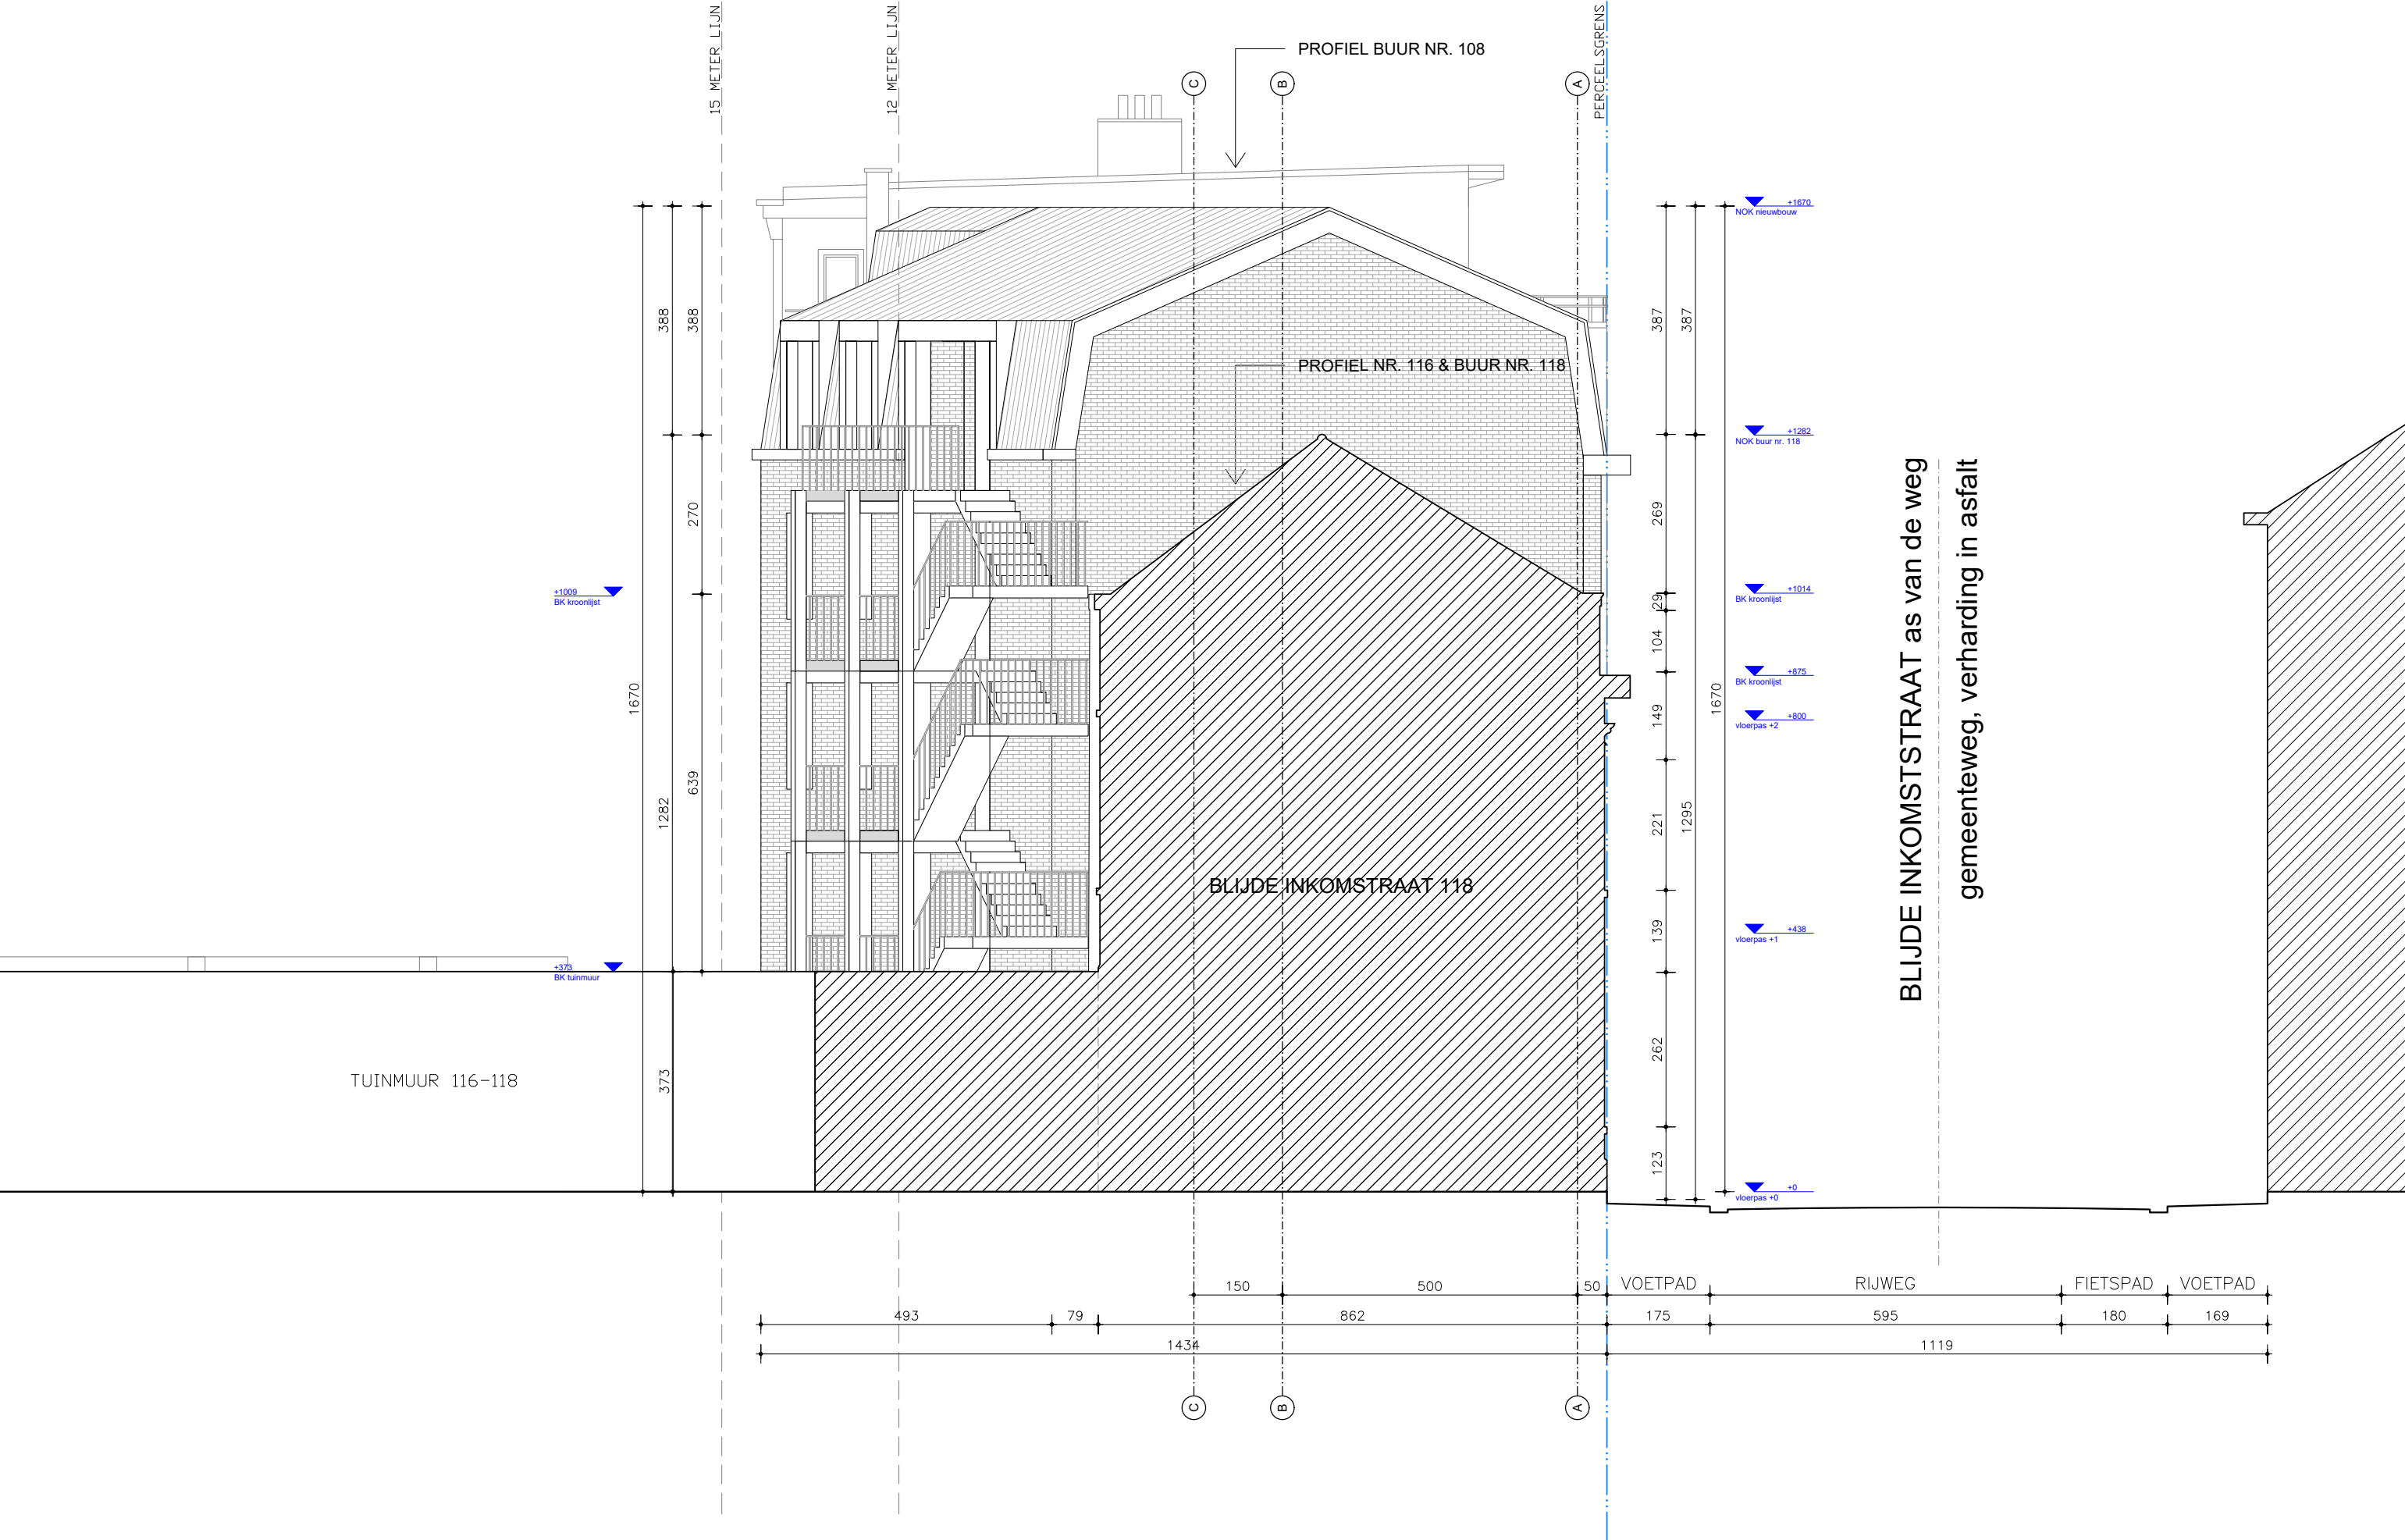 15 METER LIJN
12 METER LIJN
PERCEELSGRENS
PROFIEL BUUR NR. 108
C
B
A
+1670
NOK nieuwbouw
388
388
387
387
PROFIEL NR. 116 & BUUR NR. 118
+1282
NOK buur nr. 118
270
269
+1009
BK kroonlijst
+1014
BK kroonlijst
29
104
+875
BK kroonlijst
1670
1670
149
+800
vloerpas +2
639
1282
221
1295
BLIJDE INKOMSTSTRAAT as van de weg
gemeenteweg, verharding in asfalt
BLIJDE INKOMSTRAAT 118
139
+438
vloerpas +1
+373
BK tuinmuur
262
TUINMUUR 116-118
373
123
+0
vloerpas +0
150
500
50
VOETPAD
RIJWEG
FIETSPAD
VOETPAD
493
79
862
175
595
180
169
1434
1119
C
B
A